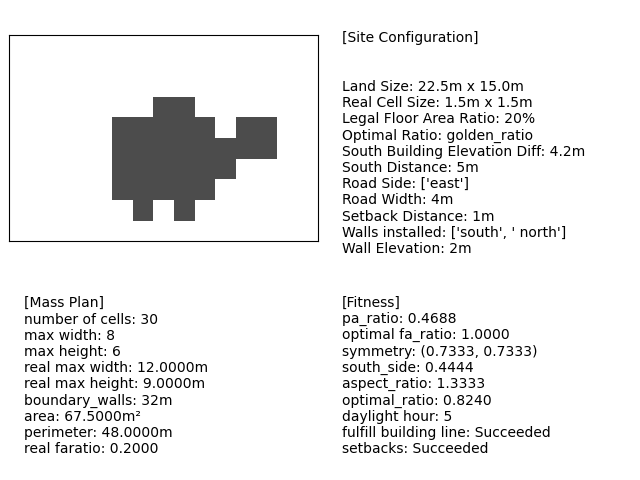 [Site Configuration]
Land Size: 22.5m x 15.0m
Real Cell Size: 1.5m x 1.5m
Legal Floor Area Ratio: 20%
Optimal Ratio: golden_ratio
South Building Elevation Diff: 4.2m
South Distance: 5m
Road Side: ['east']
Road Width: 4m
Setback Distance: 1m
Walls installed: ['south', ' north']
Wall Elevation: 2m
[Mass Plan]
number of cells: 30
max width: 8
max height: 6
real max width: 12.0000m
real max height: 9.0000m
boundary_walls: 32m
area: 67.5000m²
perimeter: 48.0000m
real faratio: 0.2000
[Fitness]
pa_ratio: 0.4688
optimal fa_ratio: 1.0000
symmetry: (0.7333, 0.7333)
south_side: 0.4444
aspect_ratio: 1.3333
optimal_ratio: 0.8240
daylight hour: 5
fulfill building line: Succeeded
setbacks: Succeeded